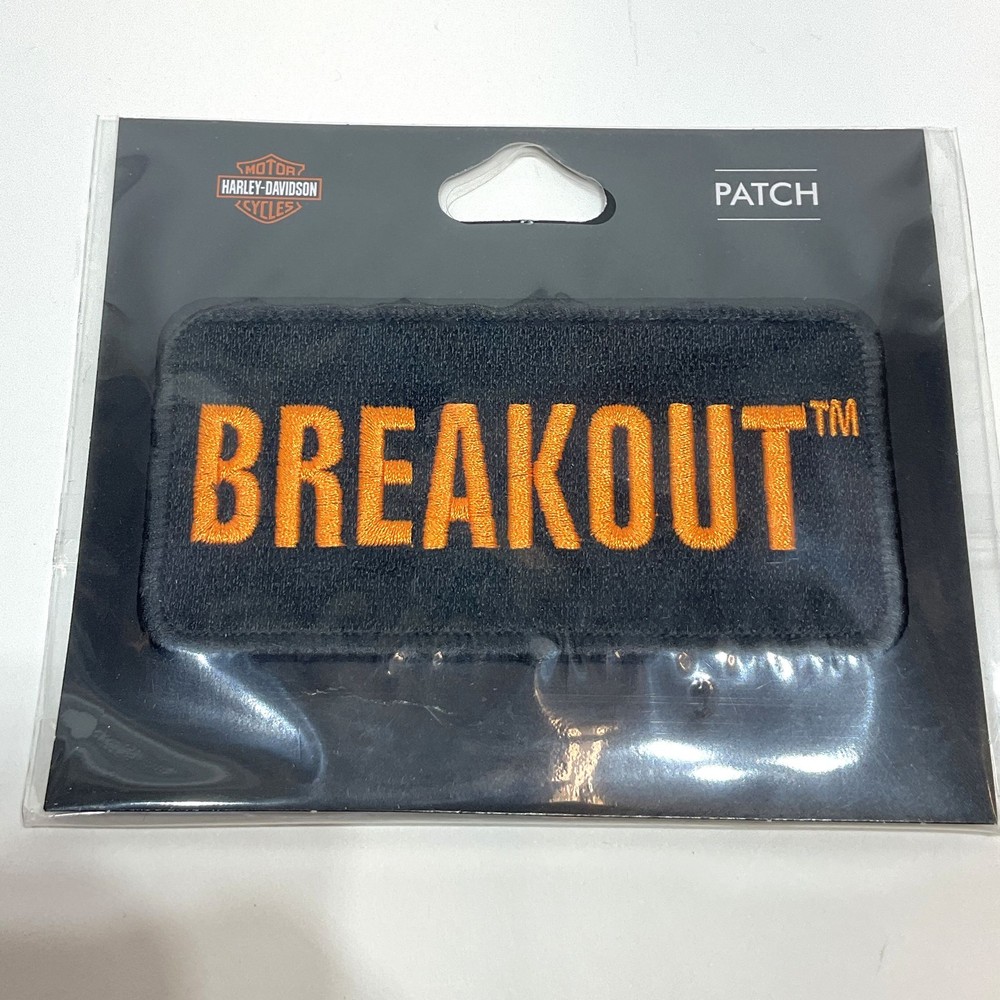 MOTOR
HARLEY-DAVIDSON
CYCLES
PATCH
BREAKOUT™